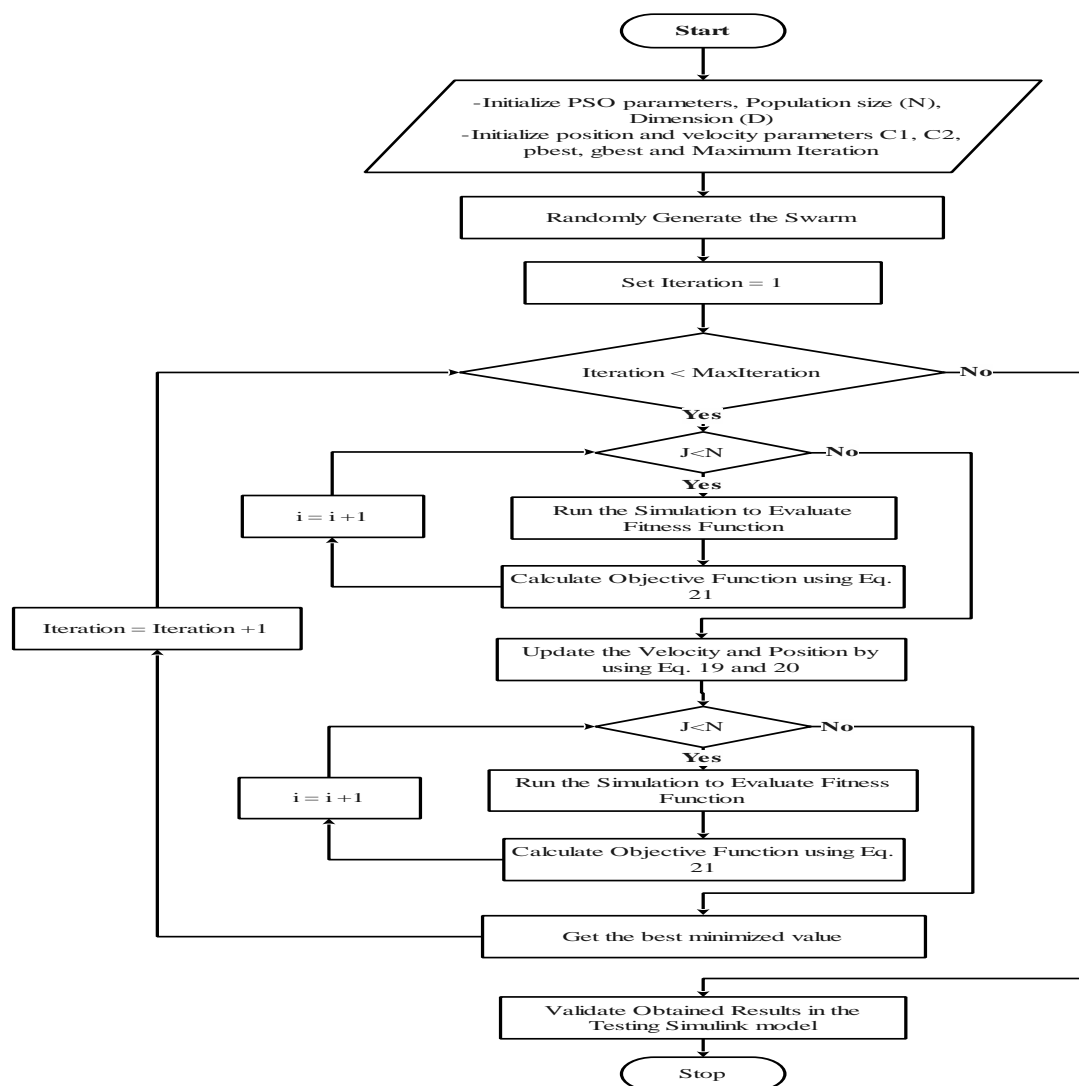 Start
-Initialize PSO parameters, Population size (N),
Dimension (D)
-Initialize position and velocity parameters C1, C2,
pbest, gbest and Maximum Iteration
Randomly Generate the Swarm
Set Iteration = 1
Iteration < MaxIteration
No
Yes
J<N
No
Yes
i = i +1
Run the Simulation to Evaluate
Fitness Function
Calculate Objective Function using Eq.
21
Iteration = Iteration +1
Update the Velocity and Position by
using Eq. 19 and 20
J<N
No
Yes
i = i +1
Run the Simulation to Evaluate Fitness
Function
Calculate Objective Function using Eq.
21
Get the best minimized value
Validate Obtained Results in the
Testing Simulink model
Stop